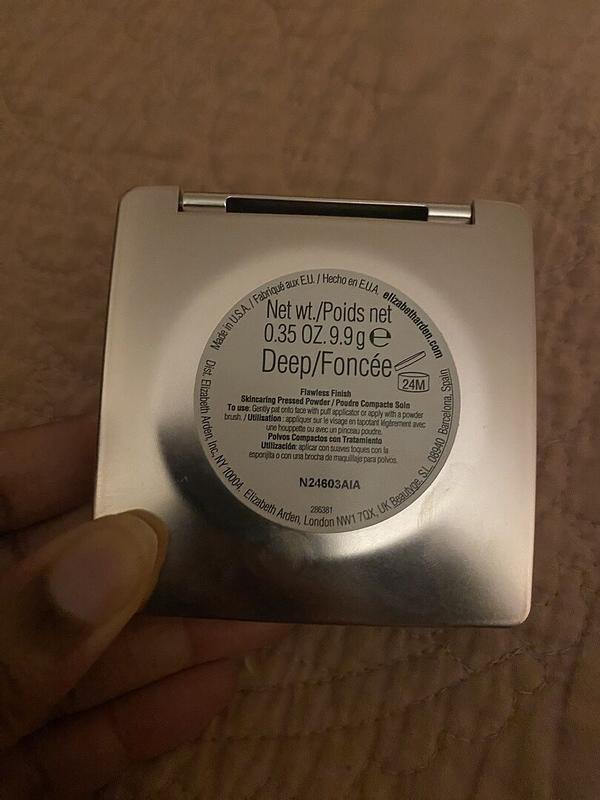 Made in U.S.A. / Fabriqué aux E.U. / Hecho en E.U.A. elizabetharden.com
Net wt./Poids net
0.35 OZ. 9.9 g ℮
Deep/Foncée
24M
Flawless Finish
Skincaring Pressed Powder / Poudre Compacte Soin
To use: Gently pat onto face with puff applicator or apply with a powder
brush. / Utilisation : appliquer sur le visage en tapotant légèrement avec
une houppette ou avec un pinceau poudre.
Polvos Compactos con Tratamiento
Utilización: aplicar con suaves toques con la
esponjita o con una brocha de maquillaje para polvos.
N24603AIA
286381
Dist. Elizabeth Arden, Inc., NY 10004, Elizabeth Arden, London NW1 7QX, UK Beautyge, S.L. 08940 Barcelona, Spain